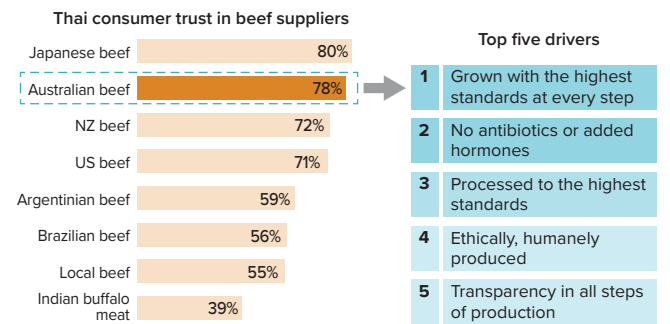 Thai consumer trust in beef suppliers
Japanese beef 80%
Australian beef 78%
NZ beef 72%
US beef 71%
Argentinian beef 59%
Brazilian beef 56%
Local beef 55%
Indian buffalo
meat 39%
Top five drivers
1 Grown with the highest
standards at every step
2 No antibiotics or added
hormones
3 Processed to the highest
standards
4 Ethically, humanely
produced
5 Transparency in all steps
of production